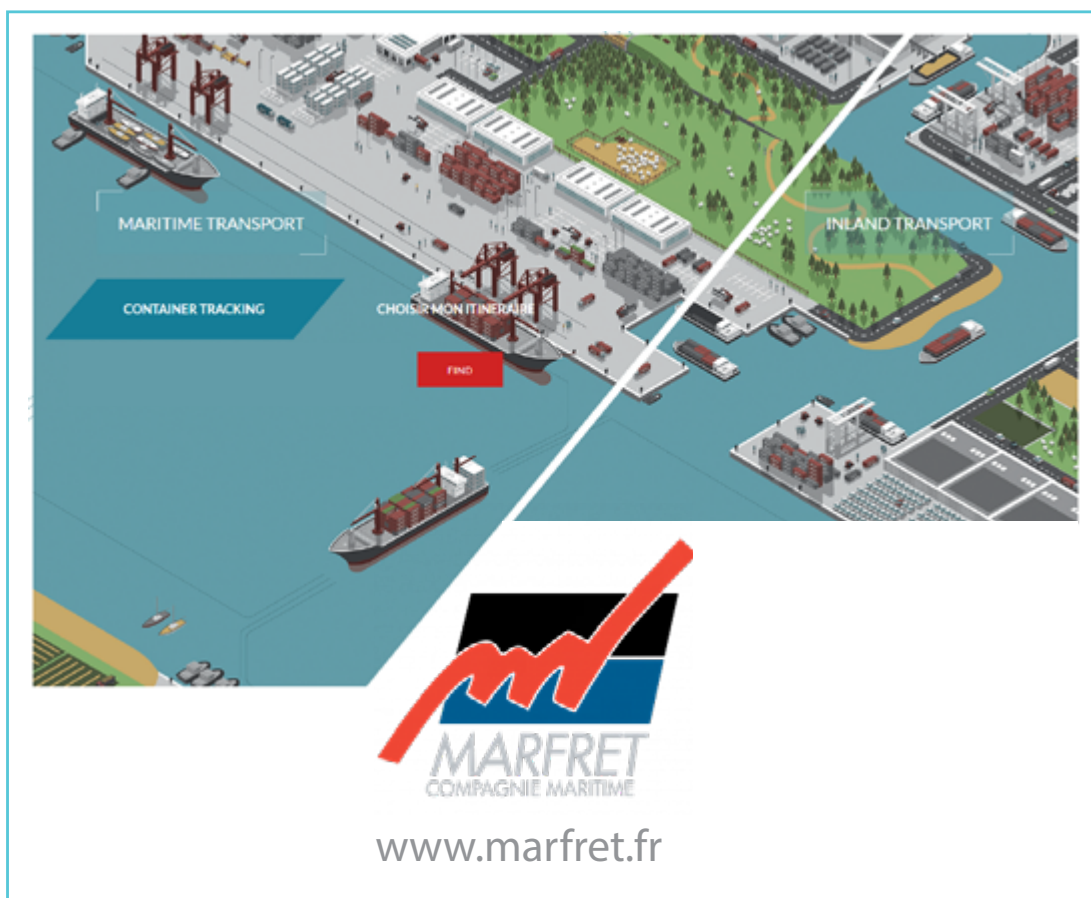 MARITIME TRANSPORT
INLAND TRANSPORT
CONTAINER TRACKING
CHOISIR MON ITINERAIRE
FIND
MARFRET
COMPAGNIE MARITIME
www.marfret.fr